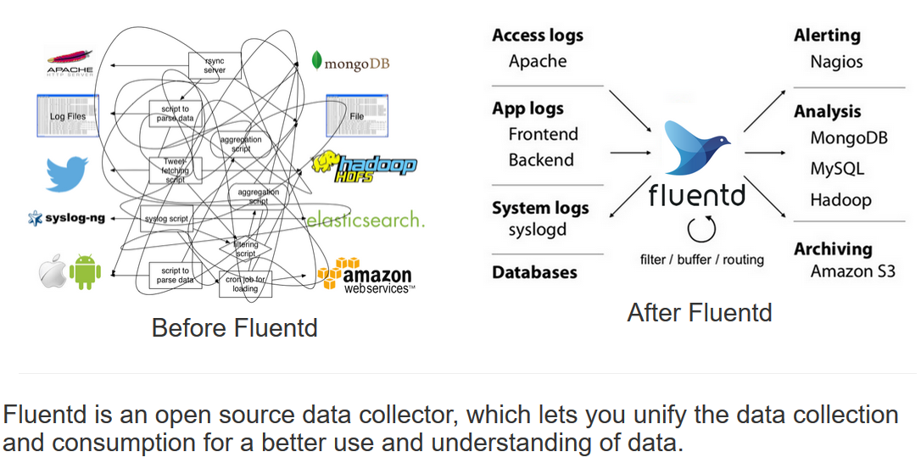 APACHE
HTTP SERVER
Log Files
syslog-ng
rsync
server
script to
parse data
aggregation
script
Tweet-
fetching
script
aggregation
script
syslog script
filtering
script
script to
parse data
cron job for
loading
mongoDB
File
hadoop
HDFS
elasticsearch.
amazon
webservices™
Before Fluentd
Access logs
Apache
App logs
Frontend
Backend
System logs
syslogd
Databases
fluentd
filter / buffer / routing
Alerting
Nagios
Analysis
MongoDB
MySQL
Hadoop
Archiving
Amazon S3
After Fluentd
Fluentd is an open source data collector, which lets you unify the data collection
and consumption for a better use and understanding of data.